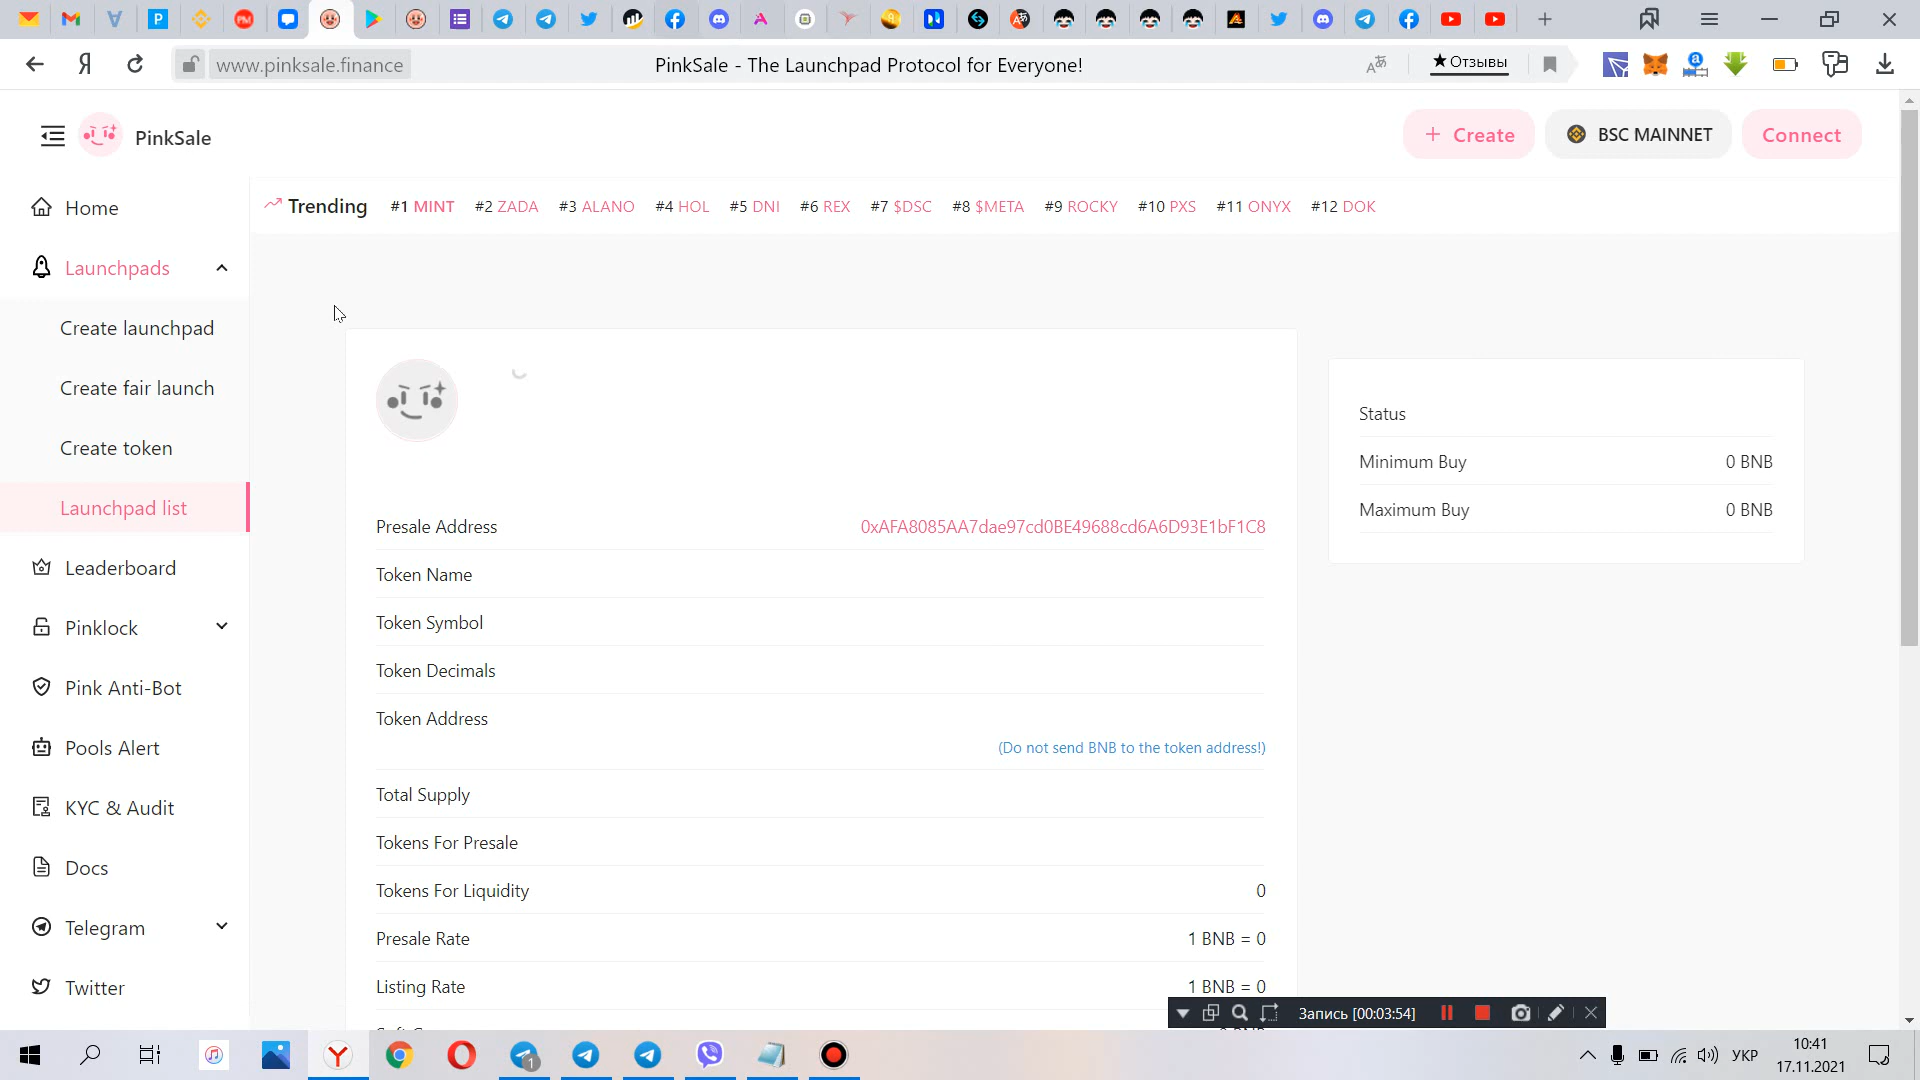 www.pinksale.finance
PinkSale - The Launchpad Protocol for Everyone!
★Отзывы
PinkSale
+ Create
BSC MAINNET
Connect
Home
Trending #1 MINT #2 ZADA #3 ALANO #4 HOL #5 DNI #6 REX #7 $DSC #8 $META #9 ROCKY #10 PXS #11 ONYX #12 DOK
Launchpads
Create launchpad
Create fair launch
Create token
Launchpad list
Leaderboard
Pinklock
Pink Anti-Bot
Pools Alert
KYC & Audit
Docs
Telegram
Twitter
Presale Address 0xAFA8085AA7dae97cd0BE49688cd6A6D93E1bF1C8
Token Name
Token Symbol
Token Decimals
Token Address
(Do not send BNB to the token address!)
Total Supply
Tokens For Presale
Tokens For Liquidity 0
Presale Rate 1 BNB = 0
Listing Rate 1 BNB = 0
Status
Minimum Buy 0 BNB
Maximum Buy 0 BNB
Запись [00:03:54]
1
УКР
10:41
17.11.2021